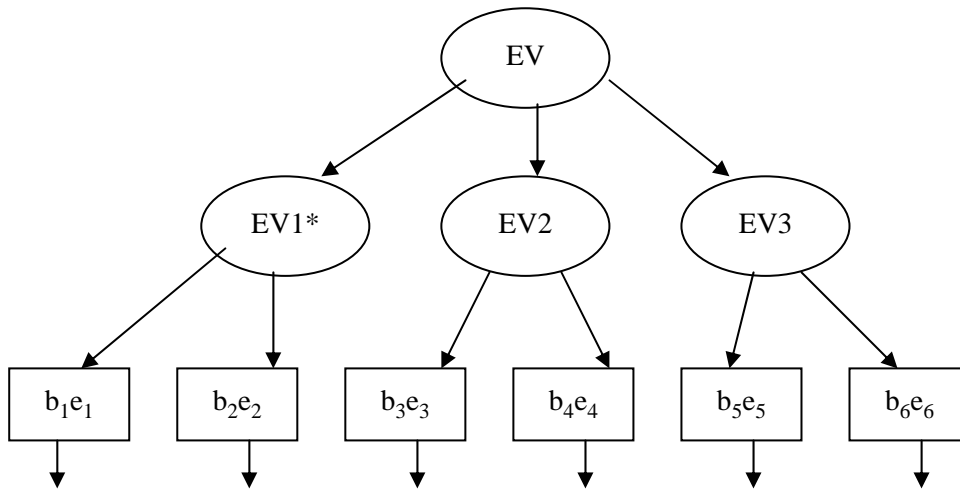 EV
EV1* EV2 EV3
b₁e₁ b₂e₂ b₃e₃ b₄e₄ b₅e₅ b₆e₆